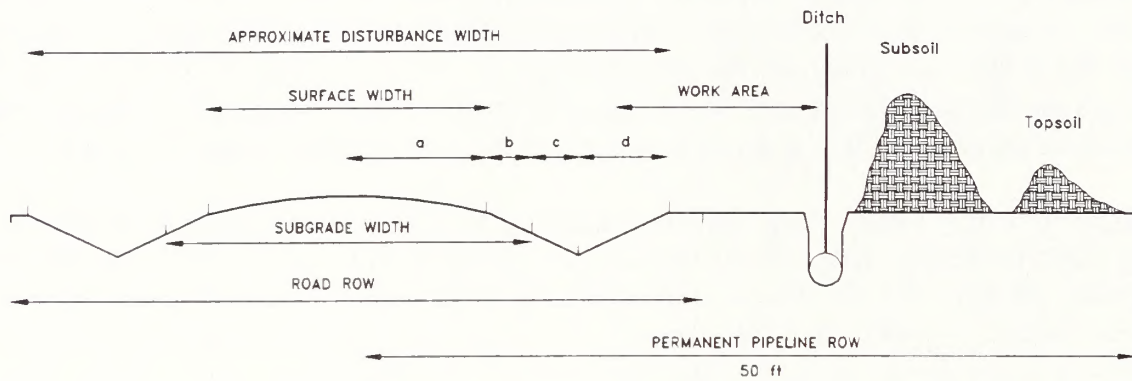 Ditch
APPROXIMATE DISTURBANCE WIDTH
Subsoil
SURFACE WIDTH
WORK AREA
Topsoil
a
b
c
d
SUBGRADE WIDTH
ROAD ROW
PERMANENT PIPELINE ROW
50 ft